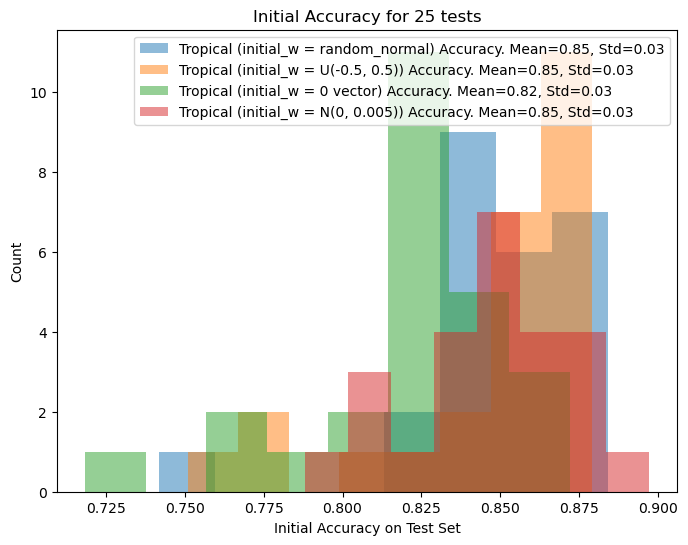 Initial Accuracy for 25 tests
Tropical (initial_w = random_normal) Accuracy. Mean=0.85, Std=0.03
Tropical (initial_w = U(-0.5, 0.5)) Accuracy. Mean=0.85, Std=0.03
Tropical (initial_w = 0 vector) Accuracy. Mean=0.82, Std=0.03
Tropical (initial_w = N(0, 0.005)) Accuracy. Mean=0.85, Std=0.03
10
8
6
4
2
0
Count
0.725 0.750 0.775 0.800 0.825 0.850 0.875 0.900
Initial Accuracy on Test Set